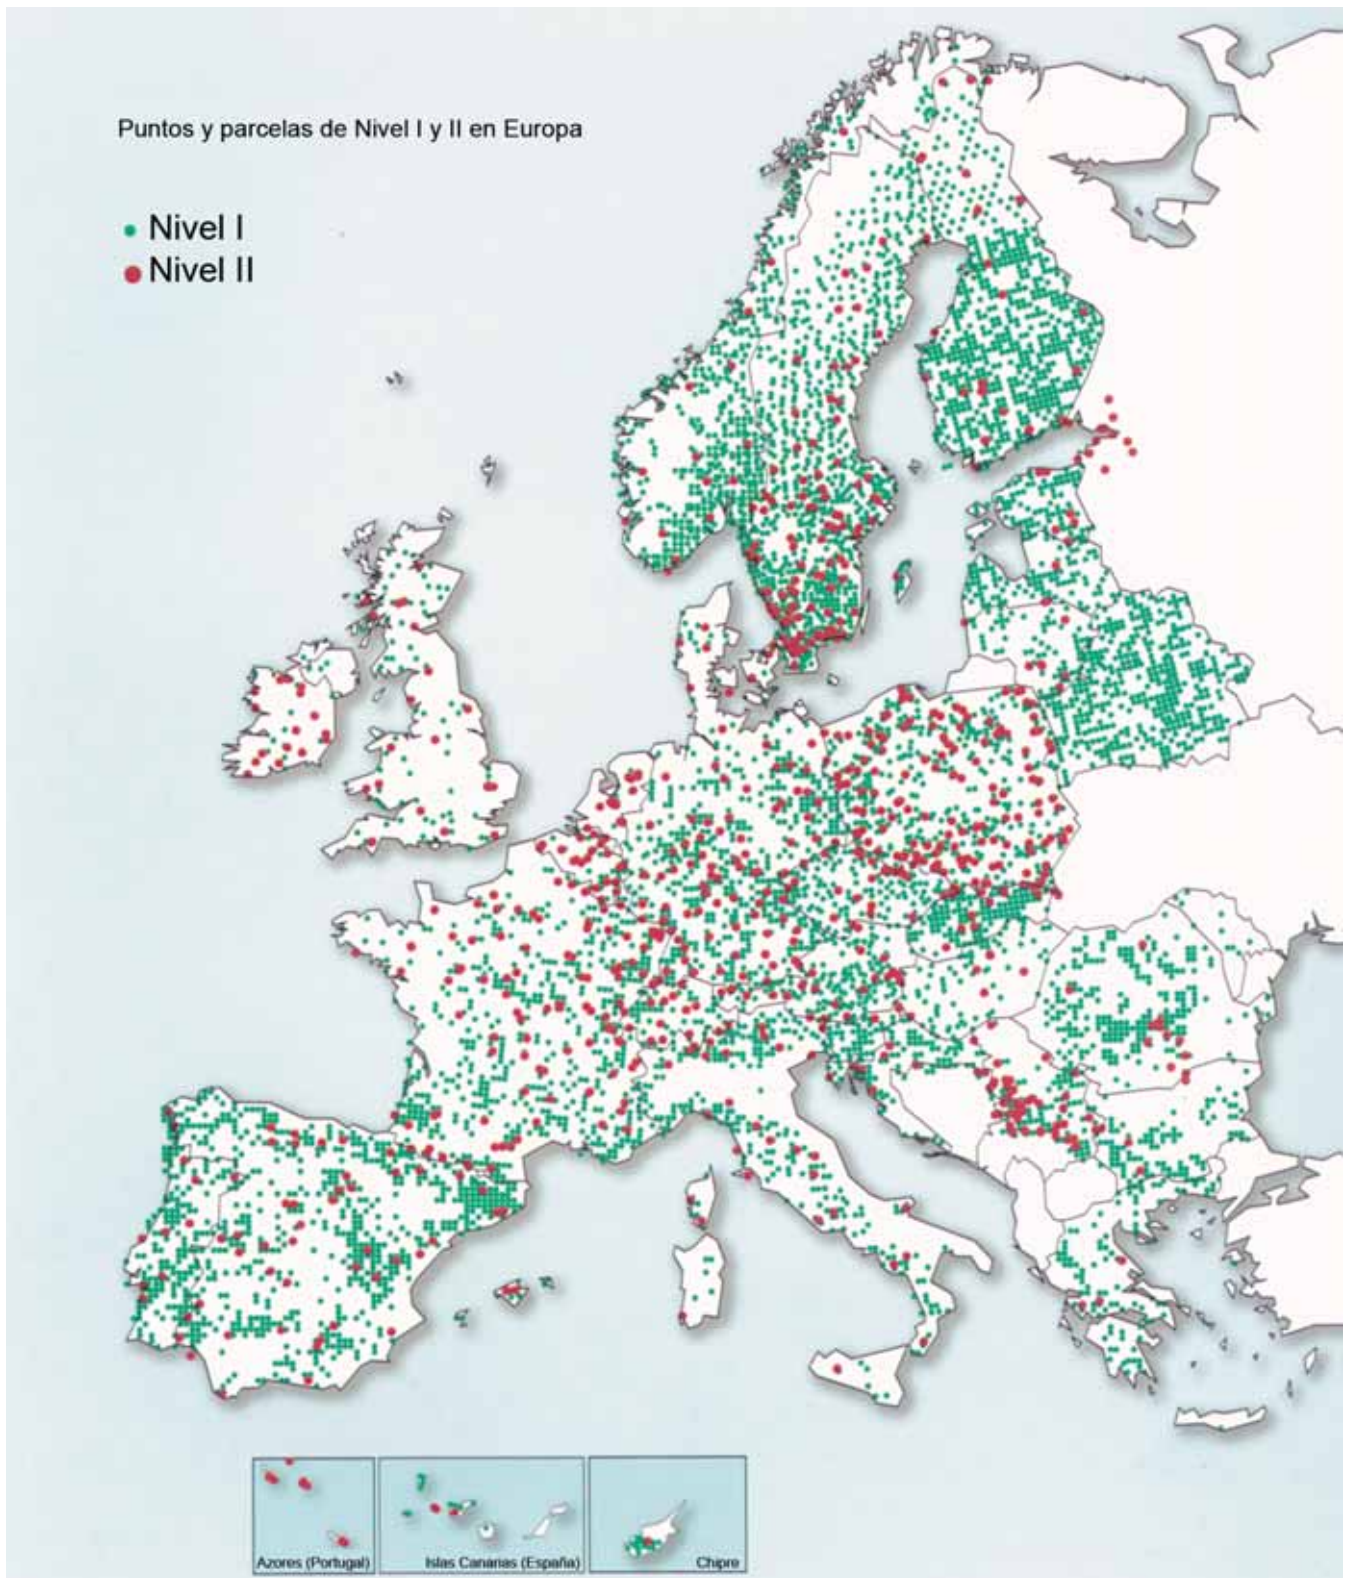 Puntos y parcelas de Nivel I y II en Europa
Nivel I
Nivel II
Azores (Portugal)
Islas Canarias (España)
Chipre